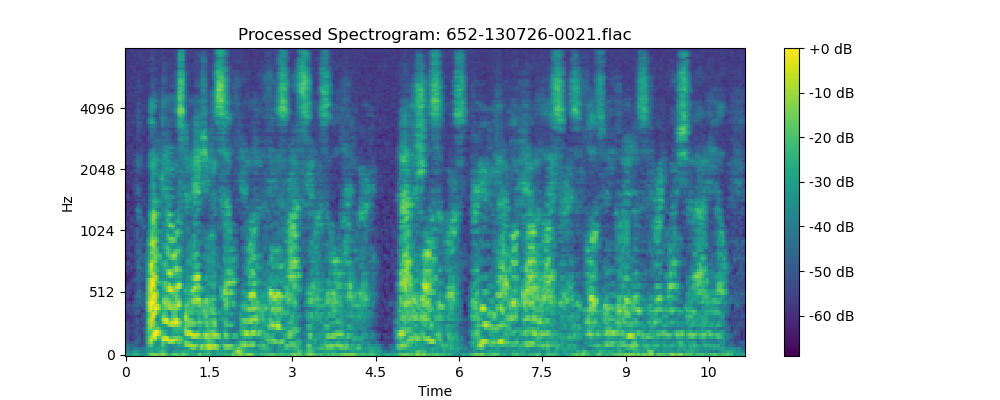 Processed Spectrogram: 652-130726-0021.flac
Hz
4096
2048
1024
512
0
0 1.5 3 4.5 6 7.5 9 10
Time
+0 dB
-10 dB
-20 dB
-30 dB
-40 dB
-50 dB
-60 dB